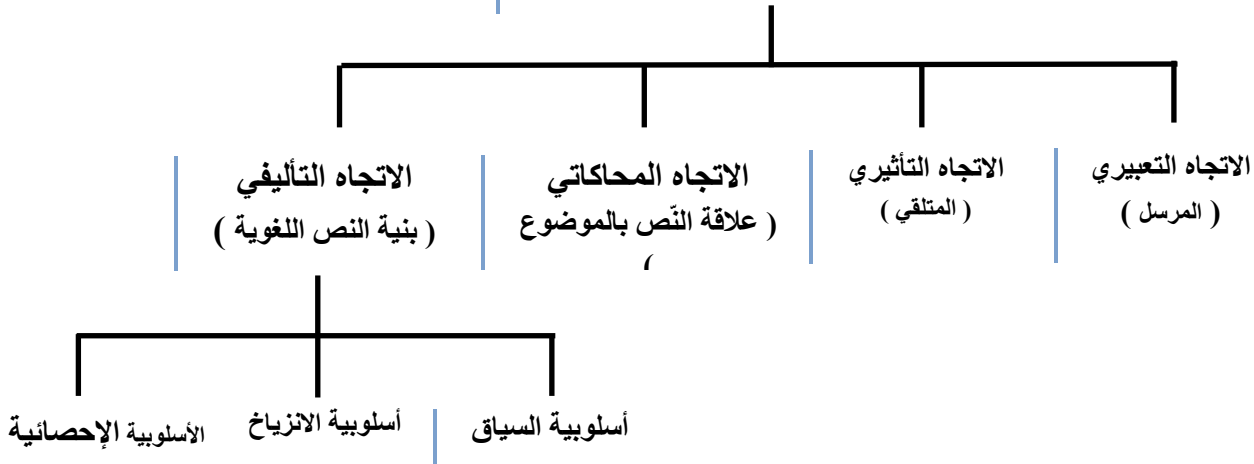 الاتجاه التعبيري
( المرسل )
الاتجاه التأثيري
( المتلقي )
الاتجاه المحاكاتي
( علاقة النّص بالموضوع
)
الاتجاه التأليفي
( بنية النص اللغوية )
أسلوبية السياق
أسلوبية الانزياخ
الأسلوبية الإحصائية